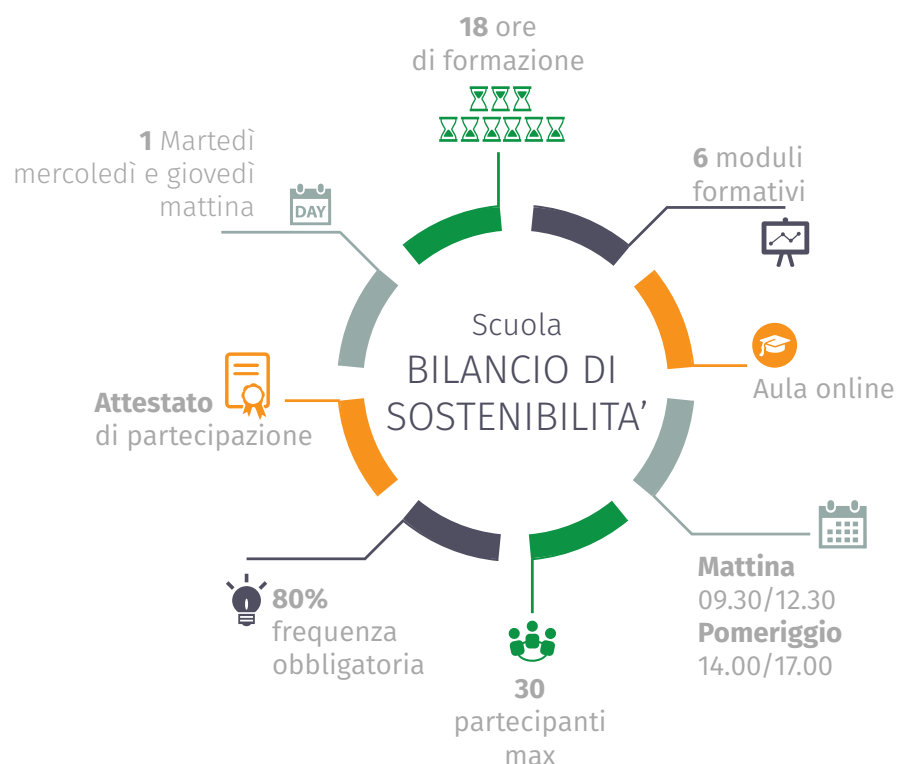 18 ore
di formazione
6 moduli
formativi
Aula online
Mattina
09.30/12.30
Pomeriggio
14.00/17.00
30
partecipanti
max
80%
frequenza
obbligatoria
Attestato
di partecipazione
1 Martedì
mercoledì e giovedì
mattina
DAY
Scuola
BILANCIO DI
SOSTENIBILITA’